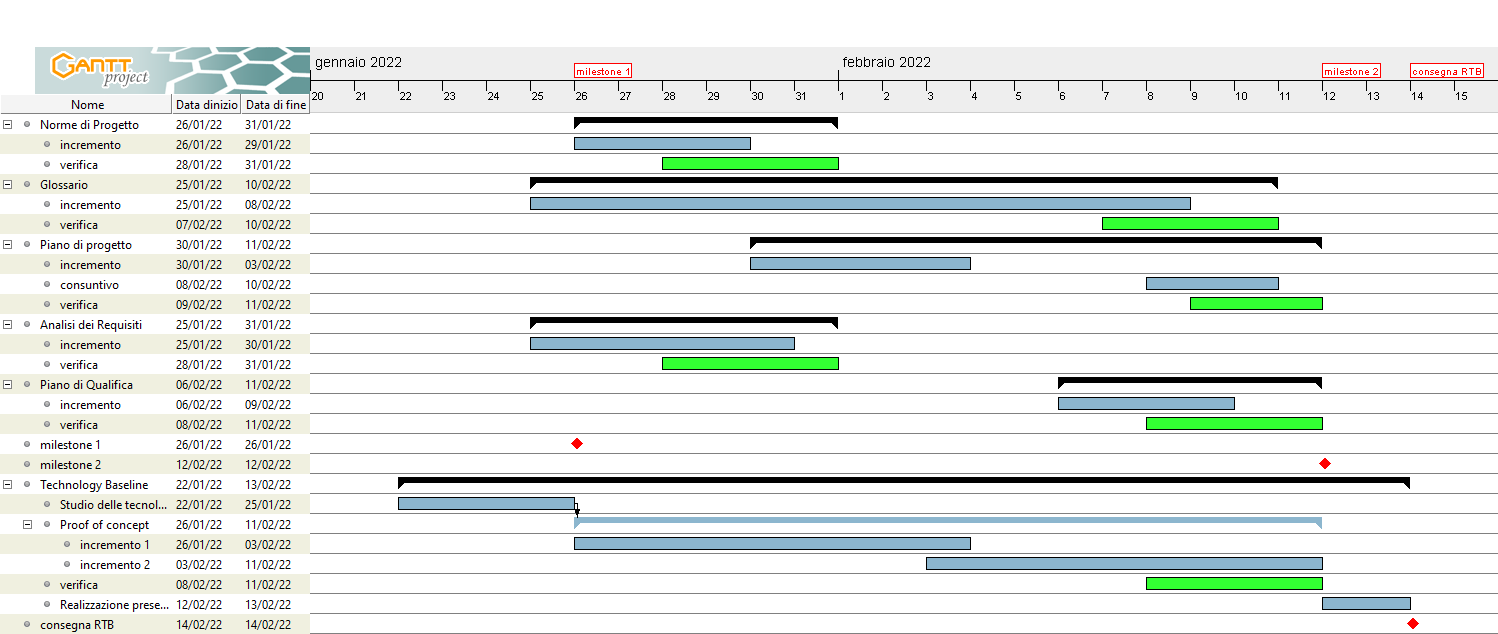 GANTT
project
gennaio 2022 febbraio 2022
milestone 1 milestone 2 consegna RTB
20 21 22 23 24 25 26 27 28 29 30 31 1 2 3 4 5 6 7 8 9 10 11 12 13 14 15
Nome Data dinizio Data di fine
Norme di Progetto 26/01/22 31/01/22
incremento 26/01/22 29/01/22
verifica 28/01/22 31/01/22
Glossario 25/01/22 10/02/22
incremento 25/01/22 08/02/22
verifica 07/02/22 10/02/22
Piano di progetto 30/01/22 11/02/22
incremento 30/01/22 03/02/22
consuntivo 08/02/22 10/02/22
verifica 09/02/22 11/02/22
Analisi dei Requisiti 25/01/22 31/01/22
incremento 25/01/22 30/01/22
verifica 28/01/22 31/01/22
Piano di Qualifica 06/02/22 11/02/22
incremento 06/02/22 09/02/22
verifica 08/02/22 11/02/22
milestone 1 26/01/22 26/01/22
milestone 2 12/02/22 12/02/22
Technology Baseline 22/01/22 13/02/22
Studio delle tecnol... 22/01/22 25/01/22
Proof of concept 26/01/22 11/02/22
incremento 1 26/01/22 03/02/22
incremento 2 03/02/22 11/02/22
verifica 08/02/22 11/02/22
Realizzazione prese... 12/02/22 13/02/22
consegna RTB 14/02/22 14/02/22